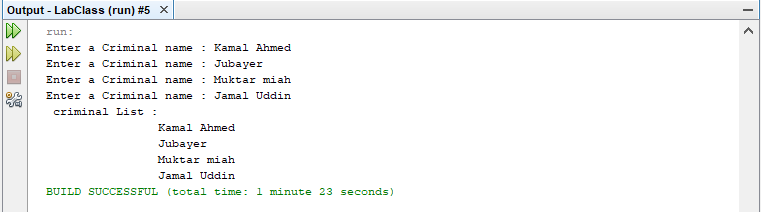 Output - LabClass (run) #5
run:
Enter a Criminal name : Kamal Ahmed
Enter a Criminal name : Jubayer
Enter a Criminal name : Muktar miah
Enter a Criminal name : Jamal Uddin
criminal List :
Kamal Ahmed
Jubayer
Muktar miah
Jamal Uddin
BUILD SUCCESSFUL (total time: 1 minute 23 seconds)